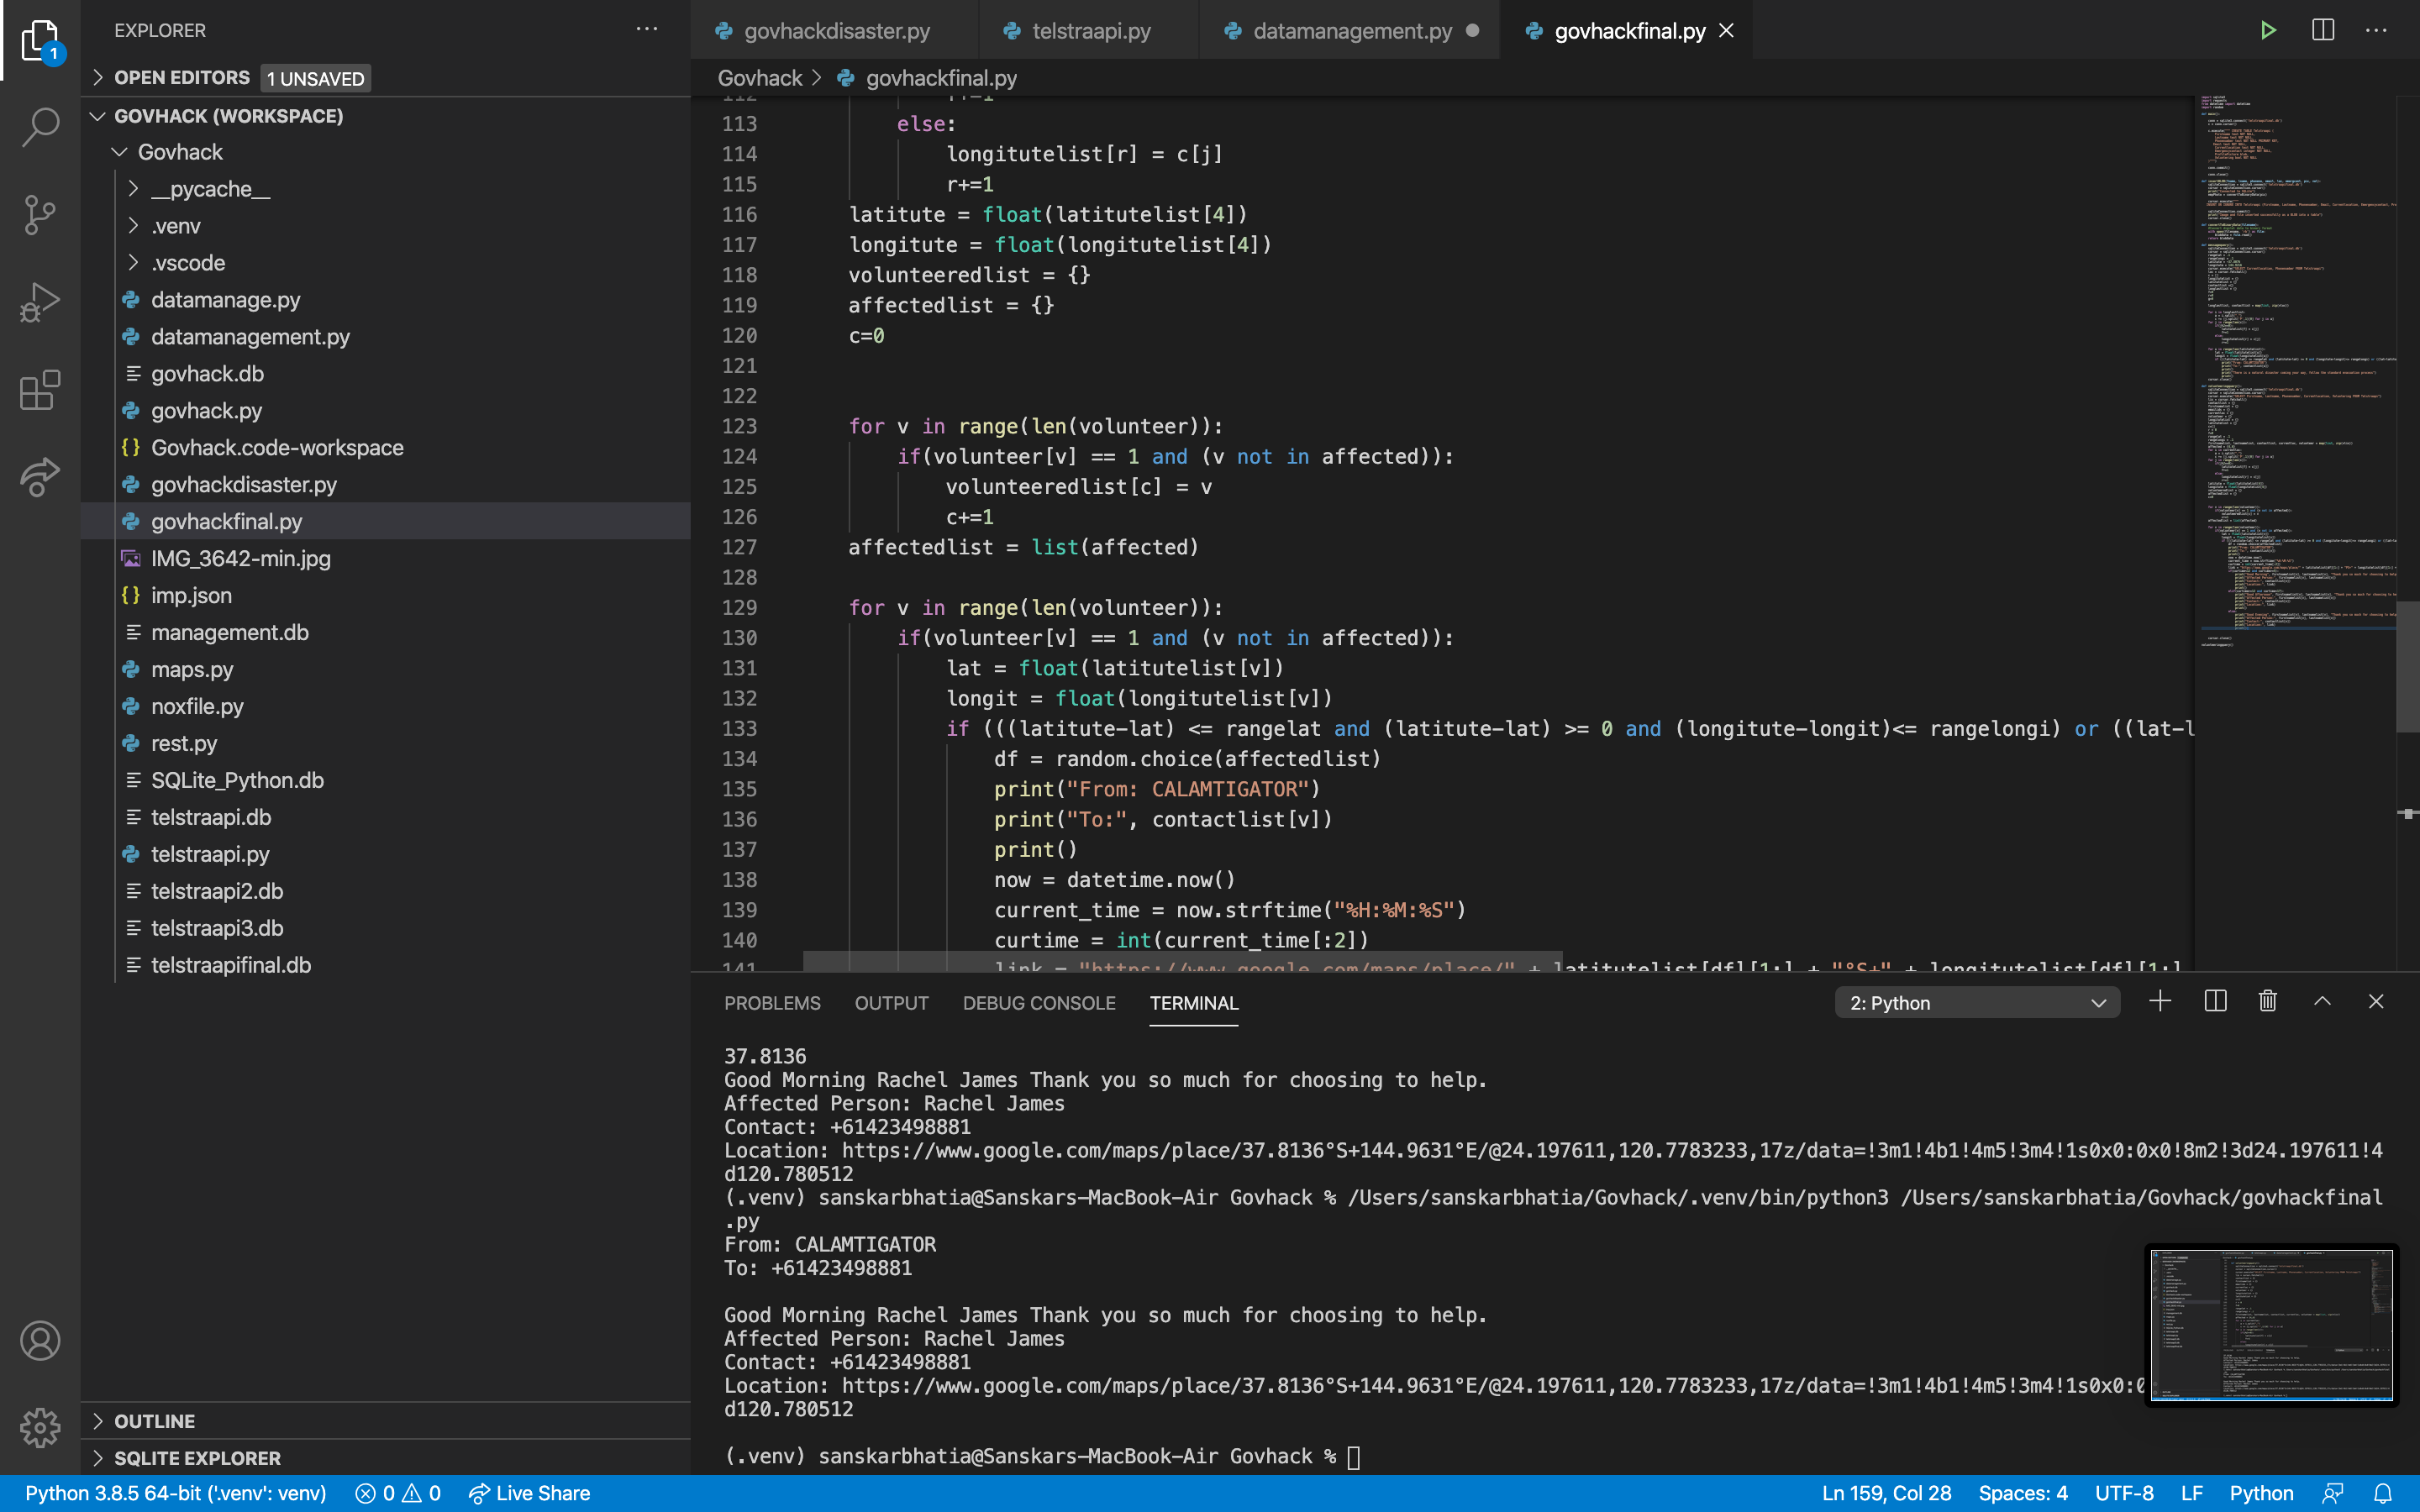 EXPLORER
OPEN EDITORS 1 UNSAVED
GOVHACK (WORKSPACE)
Govhack
__pycache__
.venv
.vscode
datamanage.py
datamanagement.py
govhack.db
govhack.py
Govhack.code-workspace
govhackdisaster.py
govhackfinal.py
IMG_3642-min.jpg
imp.json
management.db
maps.py
noxfile.py
rest.py
SQLite_Python.db
telstraapi.db
telstraapi.py
telstraapi2.db
telstraapi3.db
telstraapifinal.db
OUTLINE
SQLITE EXPLORER
1
govhackdisaster.py telstraapi.py datamanagement.py govhackfinal.py
Govhack > govhackfinal.py
113 else:
114 longitutelist[r] = c[j]
115 r+=1
116 latitute = float(latitutelist[4])
117 longitute = float(longitutelist[4])
118 volunteeredlist = {}
119 affectedlist = {}
120 c=0
121
122
123 for v in range(len(volunteer)):
124 if(volunteer[v] == 1 and (v not in affected)):
125 volunteeredlist[c] = v
126 c+=1
127 affectedlist = list(affected)
128
129 for v in range(len(volunteer)):
130 if(volunteer[v] == 1 and (v not in affected)):
131 lat = float(latitutelist[v])
132 longit = float(longitutelist[v])
133 if (((latitute-lat) <= rangelat and (latitute-lat) >= 0 and (longitute-longit)<= rangelongi) or ((lat-l
134 df = random.choice(affectedlist)
135 print("From: CALAMTIGATOR")
136 print("To:", contactlist[v])
137 print()
138 now = datetime.now()
139 current_time = now.strftime("%H:%M:%S")
140 curtime = int(current_time[:2])
141 link = "https://www.google.com/maps/place/" + latitutelist[df][1:] + "°S+" + longitutelist[df][1:]
PROBLEMS OUTPUT DEBUG CONSOLE TERMINAL 2: Python
37.8136
Good Morning Rachel James Thank you so much for choosing to help.
Affected Person: Rachel James
Contact: +61423498881
Location: https://www.google.com/maps/place/37.8136°S+144.9631°E/@24.197611,120.7783233,17z/data=!3m1!4b1!4m5!3m4!1s0x0:0x0!8m2!3d24.197611!4
d120.780512
(.venv) sanskarbhatia@Sanskars-MacBook-Air Govhack % /Users/sanskarbhatia/Govhack/.venv/bin/python3 /Users/sanskarbhatia/Govhack/govhackfinal
.py
From: CALAMTIGATOR
To: +61423498881
Good Morning Rachel James Thank you so much for choosing to help.
Affected Person: Rachel James
Contact: +61423498881
Location: https://www.google.com/maps/place/37.8136°S+144.9631°E/@24.197611,120.7783233,17z/data=!3m1!4b1!4m5!3m4!1s0x0:0
d120.780512
(.venv) sanskarbhatia@Sanskars-MacBook-Air Govhack %
Python 3.8.5 64-bit ('.venv': venv) 0 0 Live Share Ln 159, Col 28 Spaces: 4 UTF-8 LF Python